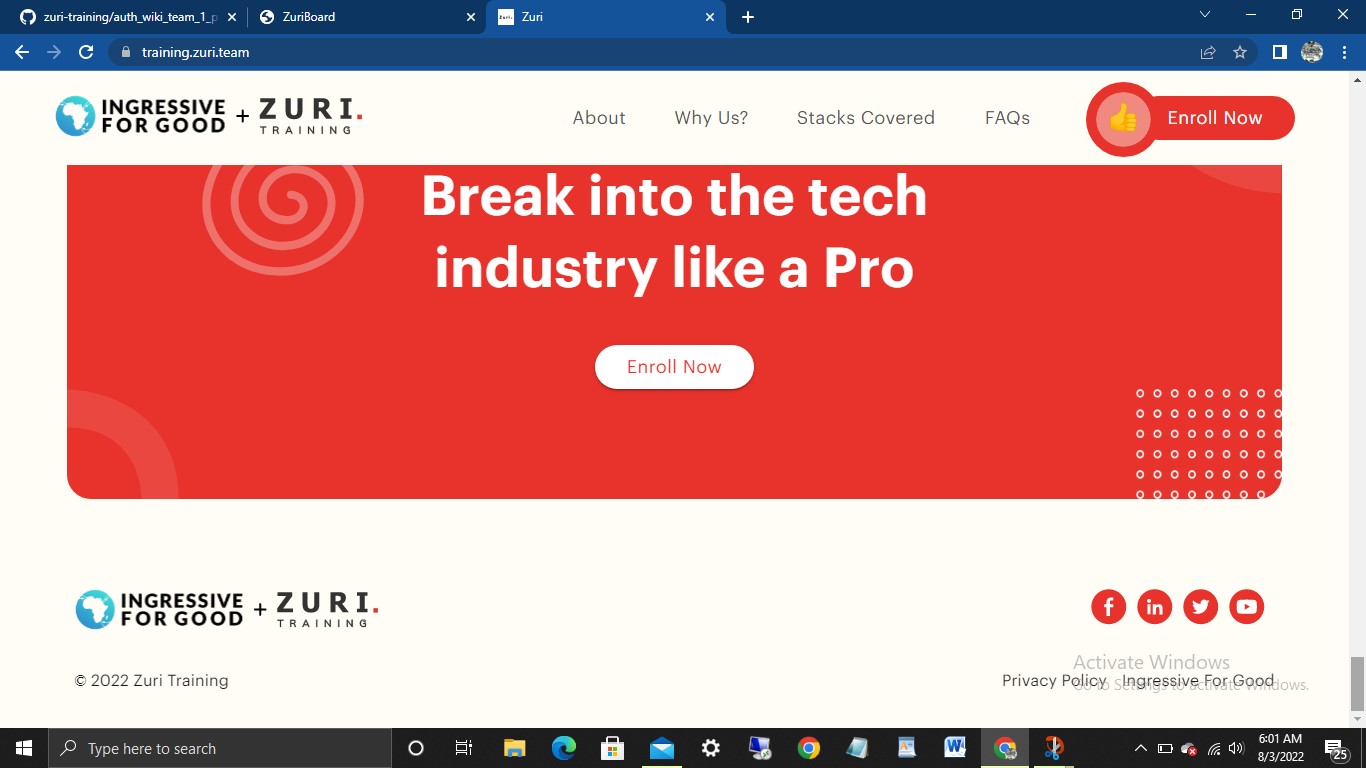 zuri-training/auth_wiki_team_1_p
ZuriBoard
Zuri
training.zuri.team
INGRESSIVE
FOR GOOD
+
ZURI.
TRAINING
About
Why Us?
Stacks Covered
FAQs
Enroll Now
Break into the tech
industry like a Pro
Enroll Now
INGRESSIVE
FOR GOOD
+
ZURI.
TRAINING
© 2022 Zuri Training
Privacy Policy
Ingressive For Good
Activate Windows
Go to Settings to activate Windows.
Type here to search
6:01 AM
8/3/2022
25